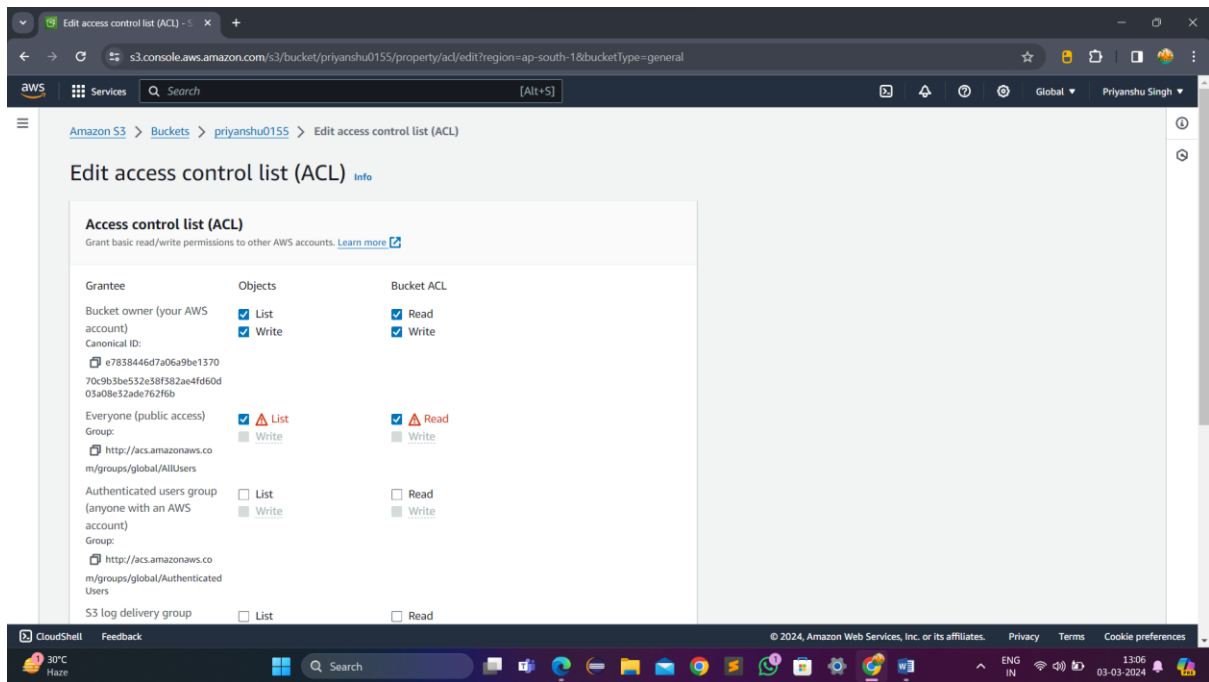 Edit access control list (ACL) - S
s3.console.aws.amazon.com/s3/bucket/priyanshu0155/property/acl/edit?region=ap-south-1&bucketType=general
aws Services Search [Alt+S] Global Priyanshu Singh
Amazon S3 > Buckets > priyanshu0155 > Edit access control list (ACL)
Edit access control list (ACL) Info
Access control list (ACL)
Grant basic read/write permissions to other AWS accounts. Learn more
Grantee Objects Bucket ACL
Bucket owner (your AWS
account)
List Read
Write Write
Canonical ID:
e7838446d7a06a9be1370
70c9b3be532e38f382ae4fd60d
03a08e32ade762f6b
Everyone (public access) List Read
Group: Write Write
http://acs.amazonaws.co
m/groups/global/AllUsers
Authenticated users group List Read
(anyone with an AWS Write Write
account)
Group:
http://acs.amazonaws.co
m/groups/global/Authenticated
Users
S3 log delivery group List Read
CloudShell Feedback © 2024, Amazon Web Services, Inc. or its affiliates. Privacy Terms Cookie preferences
1 30°C
Haze
Search
1
ENG
IN
13:06
03-03-2024